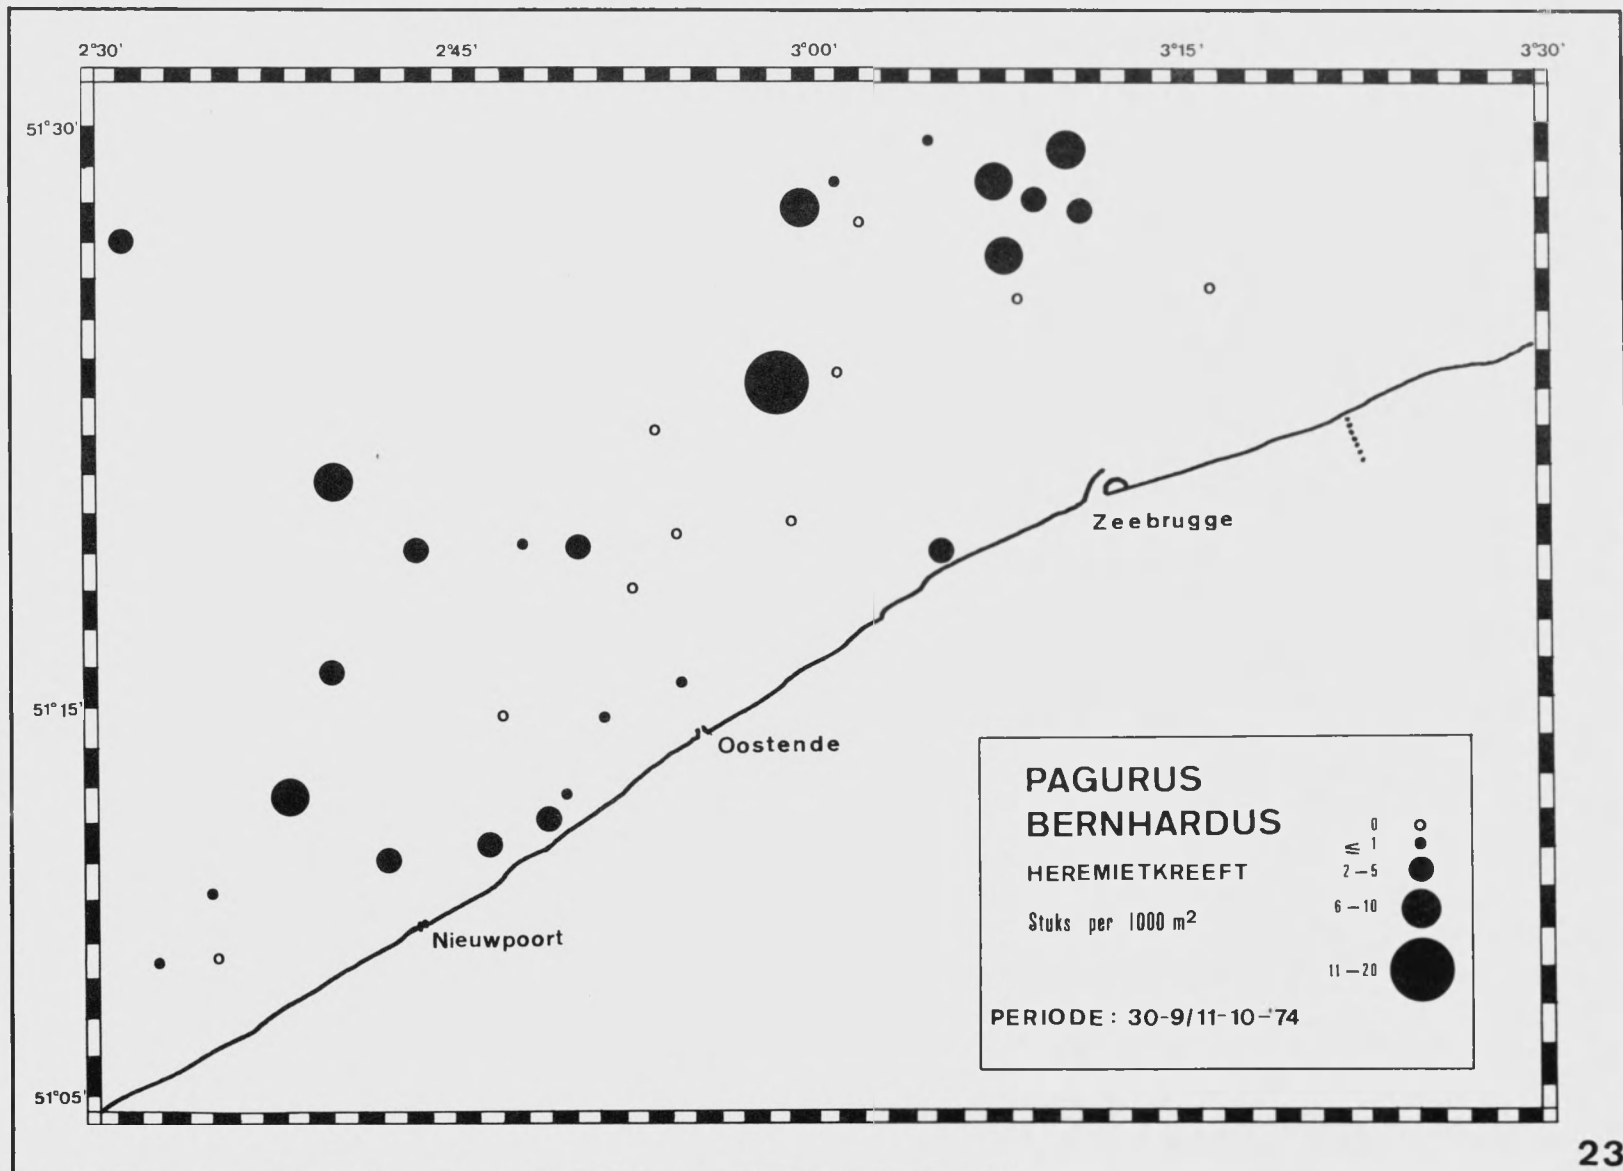 2°30' 2°45' 3°00' 3°15' 3°30'
51°30'
Zeebrugge
51°15'
Oostende
PAGURUS
BERNHARDUS
0
HEREMIETKREEFT
≤ 1
2-5
Stuks per 1000 m²
6-10
Nieuwpoort
11-20
PERIODE: 30-9/11-10-'74
51°05'
23